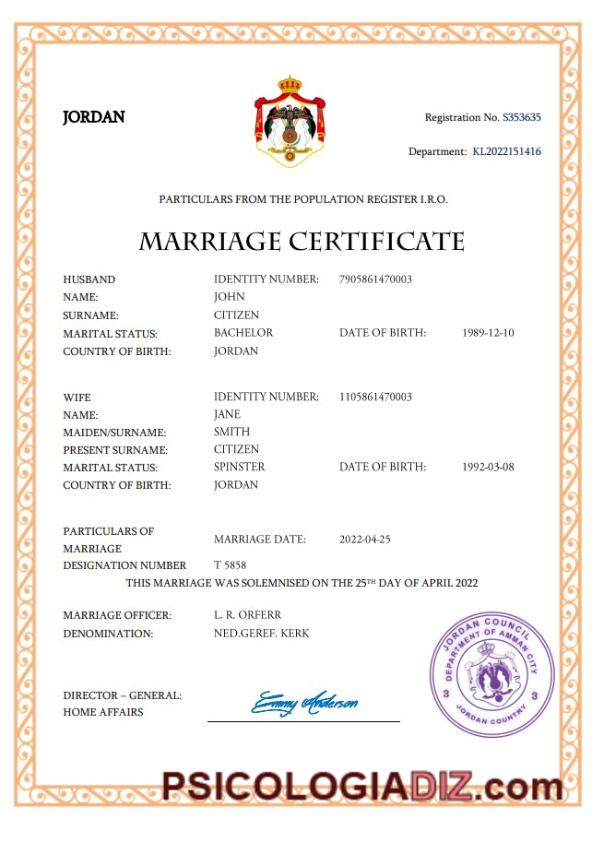 JORDAN
Registration No. S353635
Department: KL2022151416
PARTICULARS FROM THE POPULATION REGISTER I.R.O.
MARRIAGE CERTIFICATE
HUSBAND IDENTITY NUMBER: 7905861470003
NAME: JOHN
SURNAME: CITIZEN
MARITAL STATUS: BACHELOR DATE OF BIRTH: 1989-12-10
COUNTRY OF BIRTH: JORDAN
WIFE IDENTITY NUMBER: 1105861470003
NAME: JANE
MAIDEN/SURNAME: SMITH
PRESENT SURNAME: CITIZEN
MARITAL STATUS: SPINSTER DATE OF BIRTH: 1992-03-08
COUNTRY OF BIRTH: JORDAN
PARTICULARS OF
MARRIAGE MARRIAGE DATE: 2022-04-25
DESIGNATION NUMBER T 5858
THIS MARRIAGE WAS SOLEMNISED ON THE 25TH DAY OF APRIL 2022
MARRIAGE OFFICER: L. R. ORFERR
DENOMINATION: NED.GEREF. KERK
JORDAN COUNCIL
DEPARTMENT OF AMMAN CITY
3 3
JORDAN COUNTRY
DIRECTOR – GENERAL:
HOME AFFAIRS
Emmy Anderson
PSICOLOGIADIZ.com